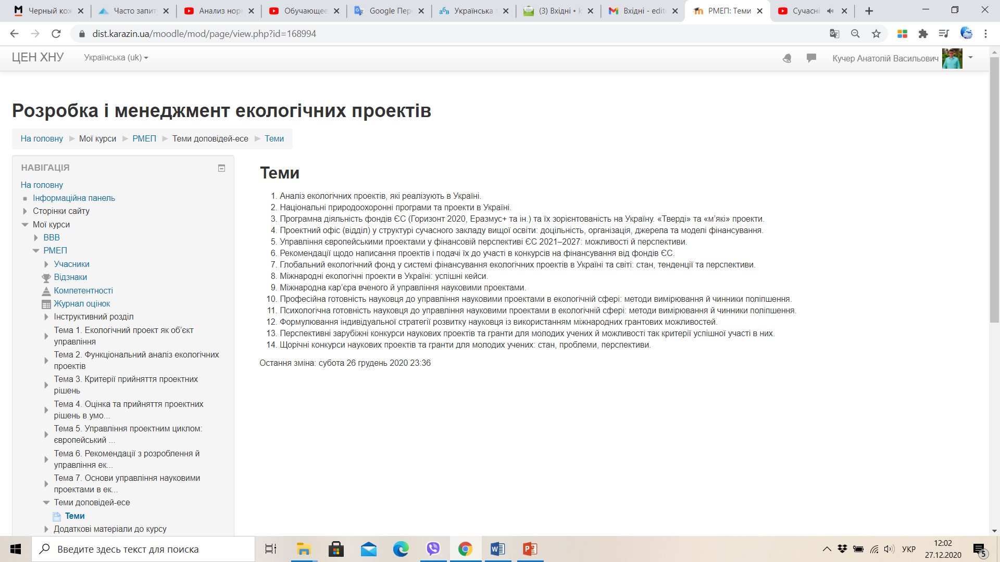 Черный кож
Часто запит
Анализ нор
Обучающее
Google Пер
Українська
(3) Вхідні •
Вхідні - edit
РМЕП: Теми
Сучасні
dist.karazin.ua/moodle/mod/page/view.php?id=168994
ЦЕН ХНУ
Українська (uk)
Кучер Анатолій Васильович
Розробка і менеджмент екологічних проектів
На головну Мої курси РМЕП Теми доповідей-есе Теми
НАВІГАЦІЯ
На головну
Інформаційна панель
Сторінки сайту
Мої курси
ВВВ
РМЕП
Учасники
Відзнаки
Компетентності
Журнал оцінок
Інструктивний розділ
Тема 1. Екологічний проект як об’єкт
управління
Тема 2. Функціональний аналіз екологічних
проектів
Тема 3. Критерії прийняття проектних
рішень
Тема 4. Оцінка та прийняття проектних
рішень в умо...
Тема 5. Управління проектним циклом:
європейський ...
Тема 6. Рекомендації з розроблення й
управління ек...
Тема 7. Основи управління науковими
проектами в ек...
Теми доповідей-есе
Теми
Додаткові матеріали до курсу
Теми
1. Аналіз екологічних проектів, які реалізують в Україні.
2. Національні природоохоронні програми та проекти в Україні.
3. Програмна діяльність фондів ЄС (Горизонт 2020, Еразмус+ та ін.) та їх зорієнтованість на Україну. «Тверді» та «м’які» проекти.
4. Проектний офіс (відділ) у структурі сучасного закладу вищої освіти: доцільність, організація, джерела та моделі фінансування.
5. Управління європейськими проектами у фінансовій перспективі ЄС 2021–2027: можливості й перспективи.
6. Рекомендації щодо написання проектів і подачі їх до участі в конкурсів на фінансування від фондів ЄС.
7. Глобальний екологічний фонд у системі фінансування екологічних проектів в Україні та світі: стан, тенденції та перспективи.
8. Міжнародні екологічні проекти в Україні: успішні кейси.
9. Міжнародна кар’єра вченого й управління науковими проектами.
10. Професійна готовність науковця до управління науковими проектами в екологічній сфері: методи вимірювання й чинники поліпшення.
11. Психологічна готовність науковця до управління науковими проектами в екологічній сфері: методи вимірювання й чинники поліпшення.
12. Формулювання індивідуальної стратегії розвитку науковця із використанням міжнародних грантових можливостей.
13. Перспективні зарубіжні конкурси наукових проектів та гранти для молодих учених й можливості так критерії успішної участі в них.
14. Щорічні конкурси наукових проектів та гранти для молодих учених: стан, проблеми, перспективи.
Остання зміна: субота 26 грудень 2020 23:36
Введите здесь текст для поиска
УКР
12:02
27.12.2020
5